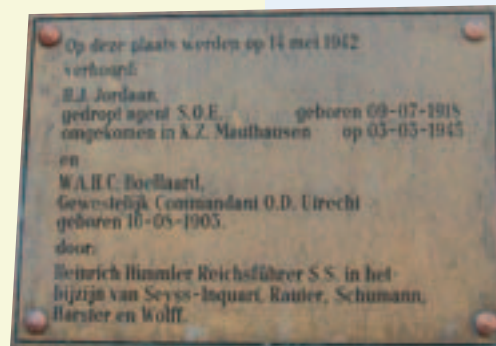 Op deze plaats werden op 14 mei 1942
verhoord:
H.J. Jordaan,
gedropt agent S.O.E. geboren 09-07-1918
omgekomen in K.Z. Mauthausen op 03-05-1945
en
W.A.H.C. Boellaard,
Gewestelijk Commandant O.D. Utrecht
geboren 16-08-1903.
door:
Heinrich Himmler Reichsführer S.S. in het
bijzijn van Seyss-Inquart, Rauter, Schumann,
Harster en Wolff.